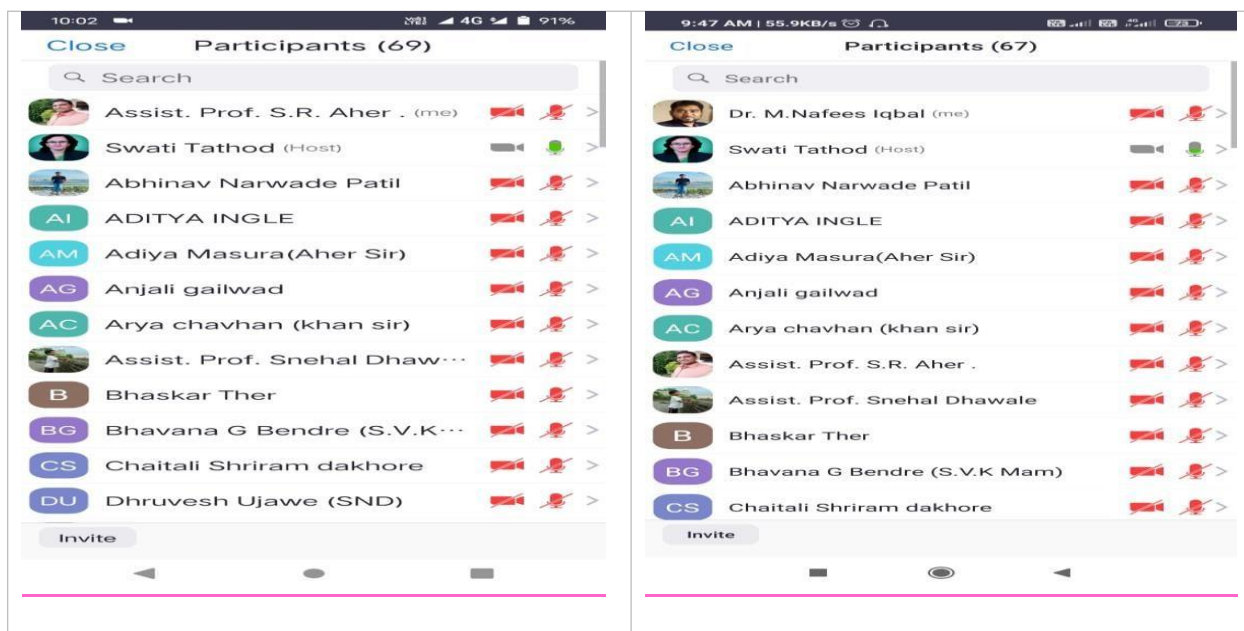 10:02 4G 91%
Close Participants (69)
Search
Assist. Prof. S.R. Aher . (me)
Swati Tathod (Host)
Abhinav Narwade Patil
AI ADITYA INGLE
AM Adiya Masura(Aher Sir)
AG Anjali gailwad
AC Arya chavhan (khan sir)
Assist. Prof. Snehal Dhaw···
B Bhaskar Ther
BG Bhavana G Bendre (S.V.K···
CS Chaitali Shriram dakhore
DU Dhruvesh Ujawe (SND)
Invite
9:47 AM | 55.9KB/s
Close Participants (67)
Search
Dr. M.Nafees Iqbal (me)
Swati Tathod (Host)
Abhinav Narwade Patil
AI ADITYA INGLE
AM Adiya Masura(Aher Sir)
AG Anjali gailwad
AC Arya chavhan (khan sir)
Assist. Prof. S.R. Aher .
Assist. Prof. Snehal Dhawale
B Bhaskar Ther
BG Bhavana G Bendre (S.V.K Mam)
CS Chaitali Shriram dakhore
Invite